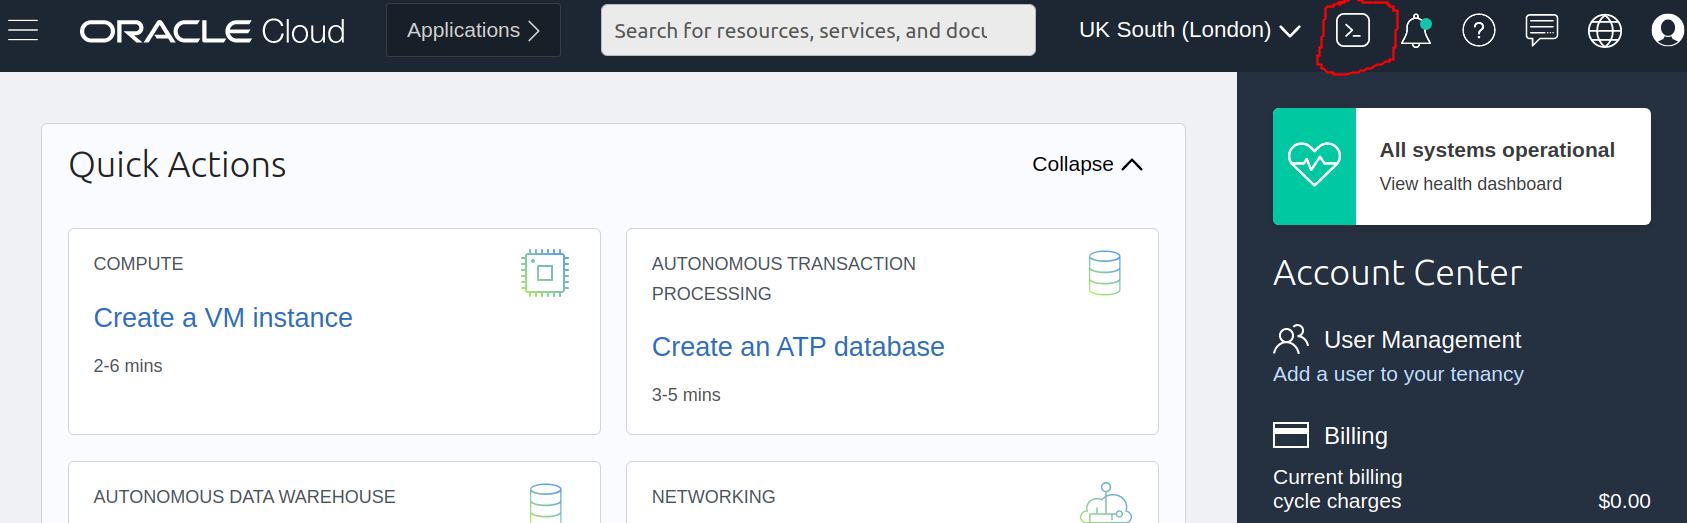 ORACLE Cloud
Applications
Search for resources, services, and docu
UK South (London)
Quick Actions
Collapse
COMPUTE
Create a VM instance
2-6 mins
AUTONOMOUS TRANSACTION
PROCESSING
Create an ATP database
3-5 mins
AUTONOMOUS DATA WAREHOUSE
NETWORKING
All systems operational
View health dashboard
Account Center
User Management
Add a user to your tenancy
Billing
Current billing
cycle charges $0.00